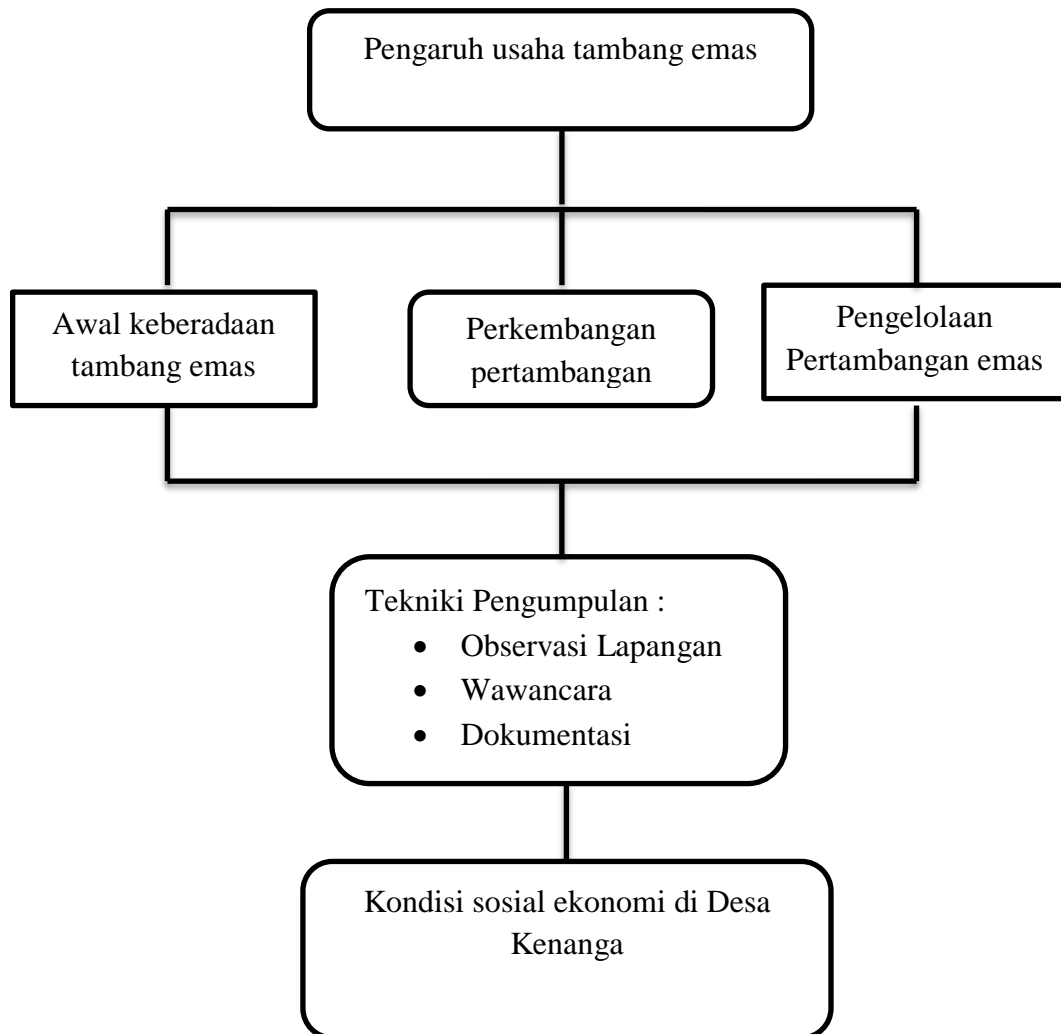 Pengaruh usaha tambang emas
Awal keberadaan
tambang emas
Perkembangan
pertambangan
Pengelolaan
Pertambangan emas
Tekniki Pengumpulan :
• Observasi Lapangan
• Wawancara
• Dokumentasi
Kondisi sosial ekonomi di Desa
Kenanga